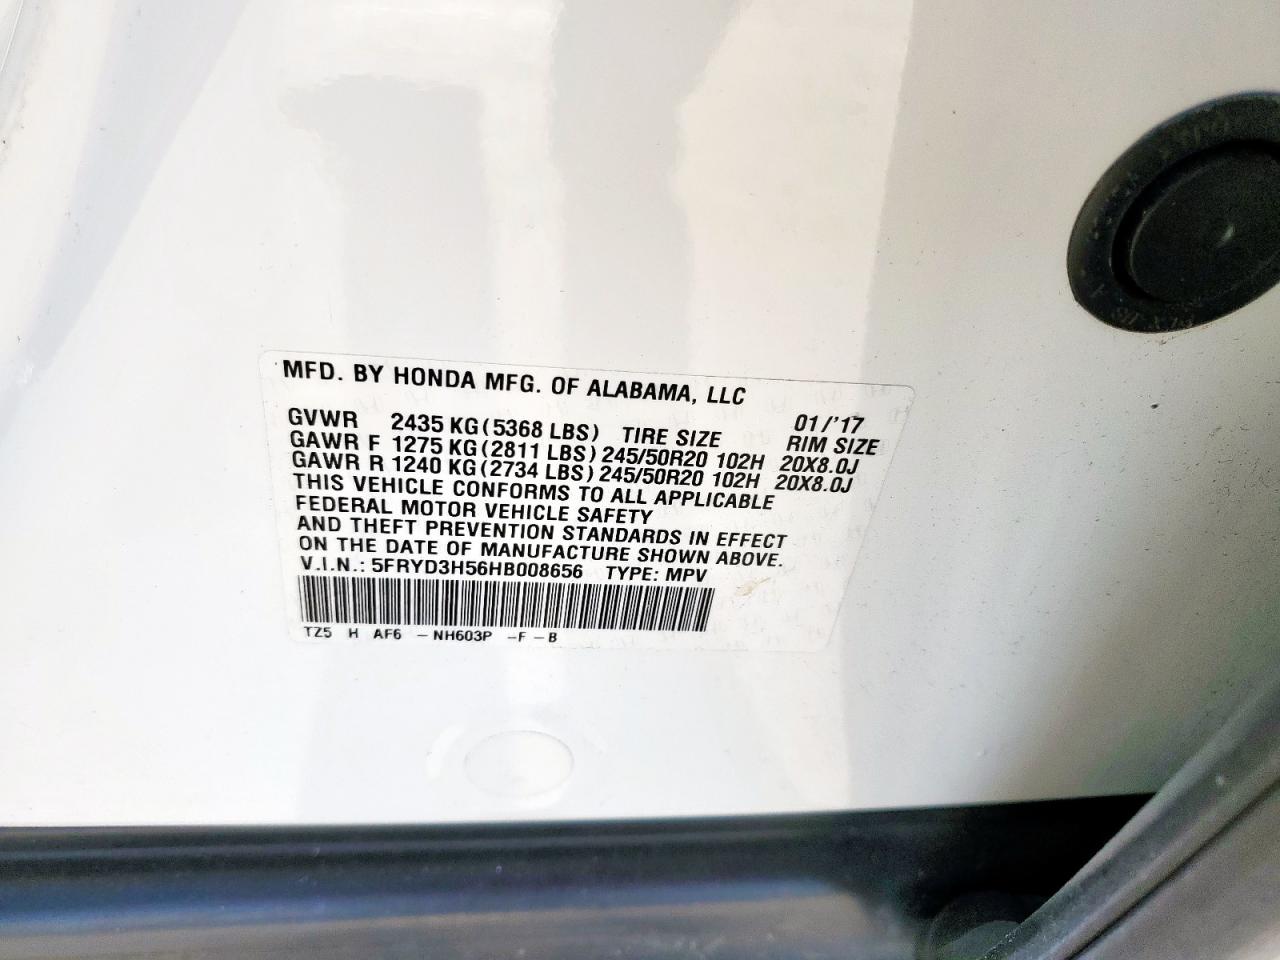 MFD. BY HONDA MFG. OF ALABAMA, LLC
01/'17
GVWR 2435 KG(5368 LBS) TIRE SIZE RIM SIZE
GAWR F 1275 KG(2811 LBS)245/50R20 102H 20X8.0J
GAWR R 1240 KG(2734 LBS)245/50R20 102H 20X8.0J
THIS VEHICLE CONFORMS TO ALL APPLICABLE
FEDERAL MOTOR VEHICLE SAFETY
AND THEFT PREVENTION STANDARDS IN EFFECT
ON THE DATE OF MANUFACTURE SHOWN ABOVE.
V.I.N.: 5FRYD3H56HB008656 TYPE: MPV
TZ5 H AF6 -NH603P -F-B